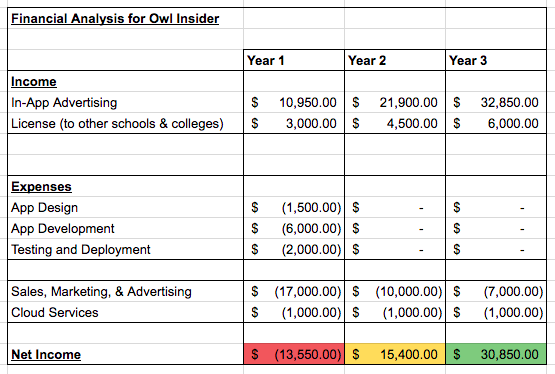 Financial Analysis for Owl Insider
Year 1 Year 2 Year 3
Income
In-App Advertising $ 10,950.00 $ 21,900.00 $ 32,850.00
License (to other schools & colleges) $ 3,000.00 $ 4,500.00 $ 6,000.00
Expenses
App Design $ (1,500.00) $ - $ -
App Development $ (6,000.00) $ - $ -
Testing and Deployment $ (2,000.00) $ - $ -
Sales, Marketing, & Advertising $ (17,000.00) $ (10,000.00) $ (7,000.00)
Cloud Services $ (1,000.00) $ (1,000.00) $ (1,000.00)
Net Income $ (13,550.00) $ 15,400.00 $ 30,850.00